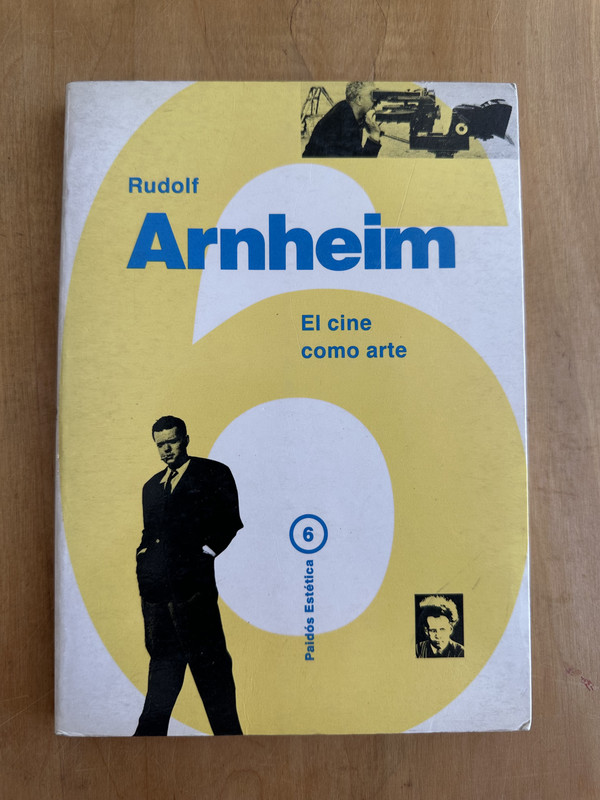 Rudolf
Arnheim
El cine
como arte
6
Paidós Estética